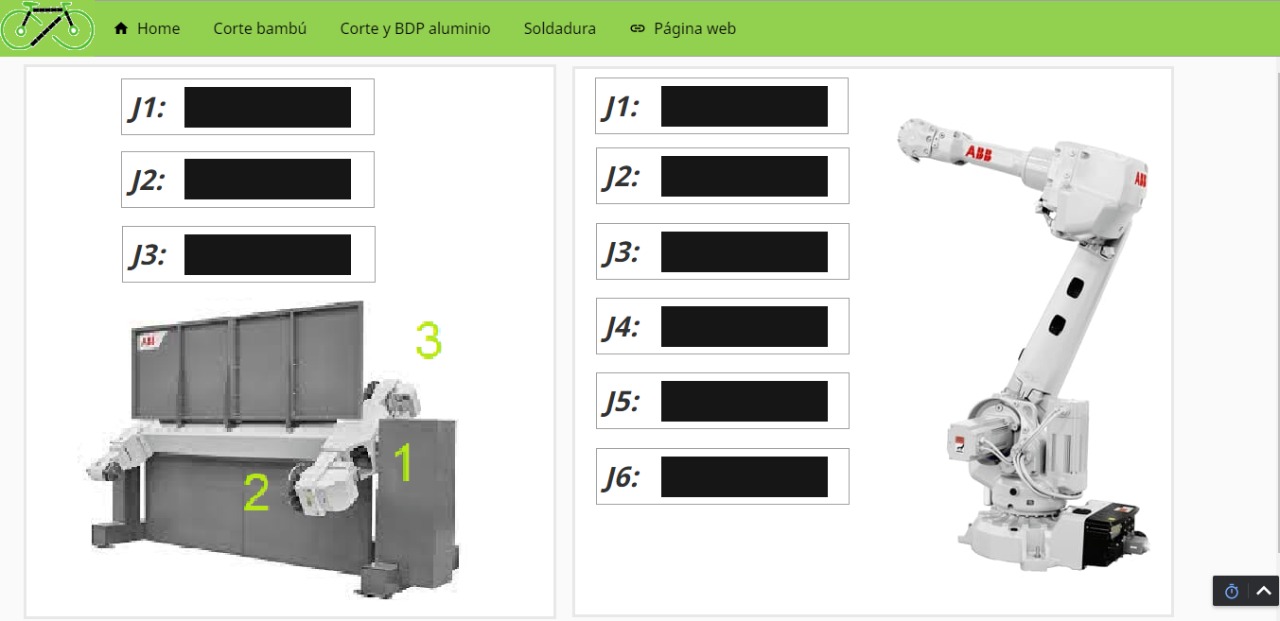 Home Corte bambú Corte y BDP aluminio Soldadura Página web
J1:
J2:
J3:
ABB
3
1
2
J1:
J2:
J3:
J4:
J5:
J6:
ABB
ABB